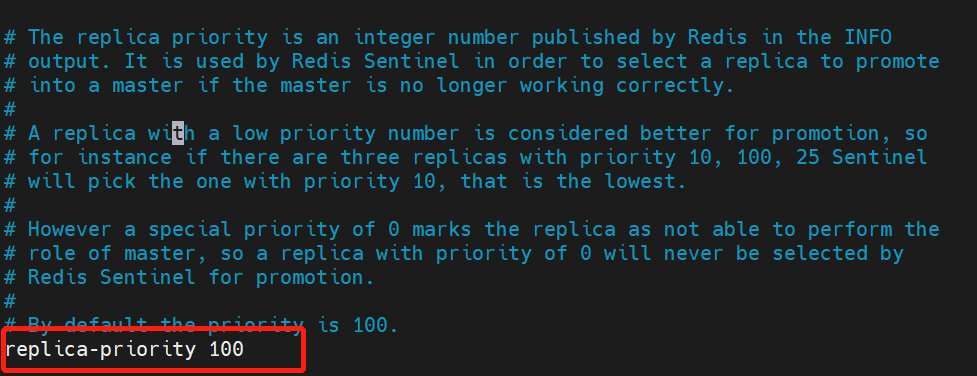 # The replica priority is an integer number published by Redis in the INFO
# output. It is used by Redis Sentinel in order to select a replica to promote
# into a master if the master is no longer working correctly.
#
# A replica with a low priority number is considered better for promotion, so
# for instance if there are three replicas with priority 10, 100, 25 Sentinel
# will pick the one with priority 10, that is the lowest.
#
# However a special priority of 0 marks the replica as not able to perform the
# role of master, so a replica with priority of 0 will never be selected by
# Redis Sentinel for promotion.
#
# By default the priority is 100.
replica-priority 100